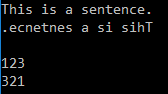 This is a sentence.
.ecnetnes a si sihT
123
321